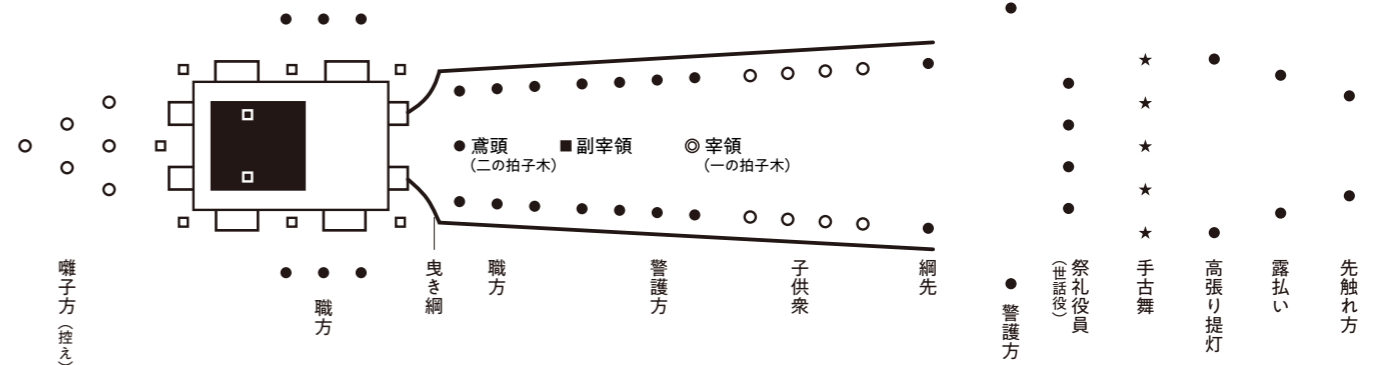 鳶頭
（二の拍子木）
副宰領
宰領
（一の拍子木）
囃子方（控え）
職方
曳き綱
職方
警護方
子供衆
綱先
警護方
祭礼役員
（世話役）
手古舞
高張り提灯
露払い
先触れ方